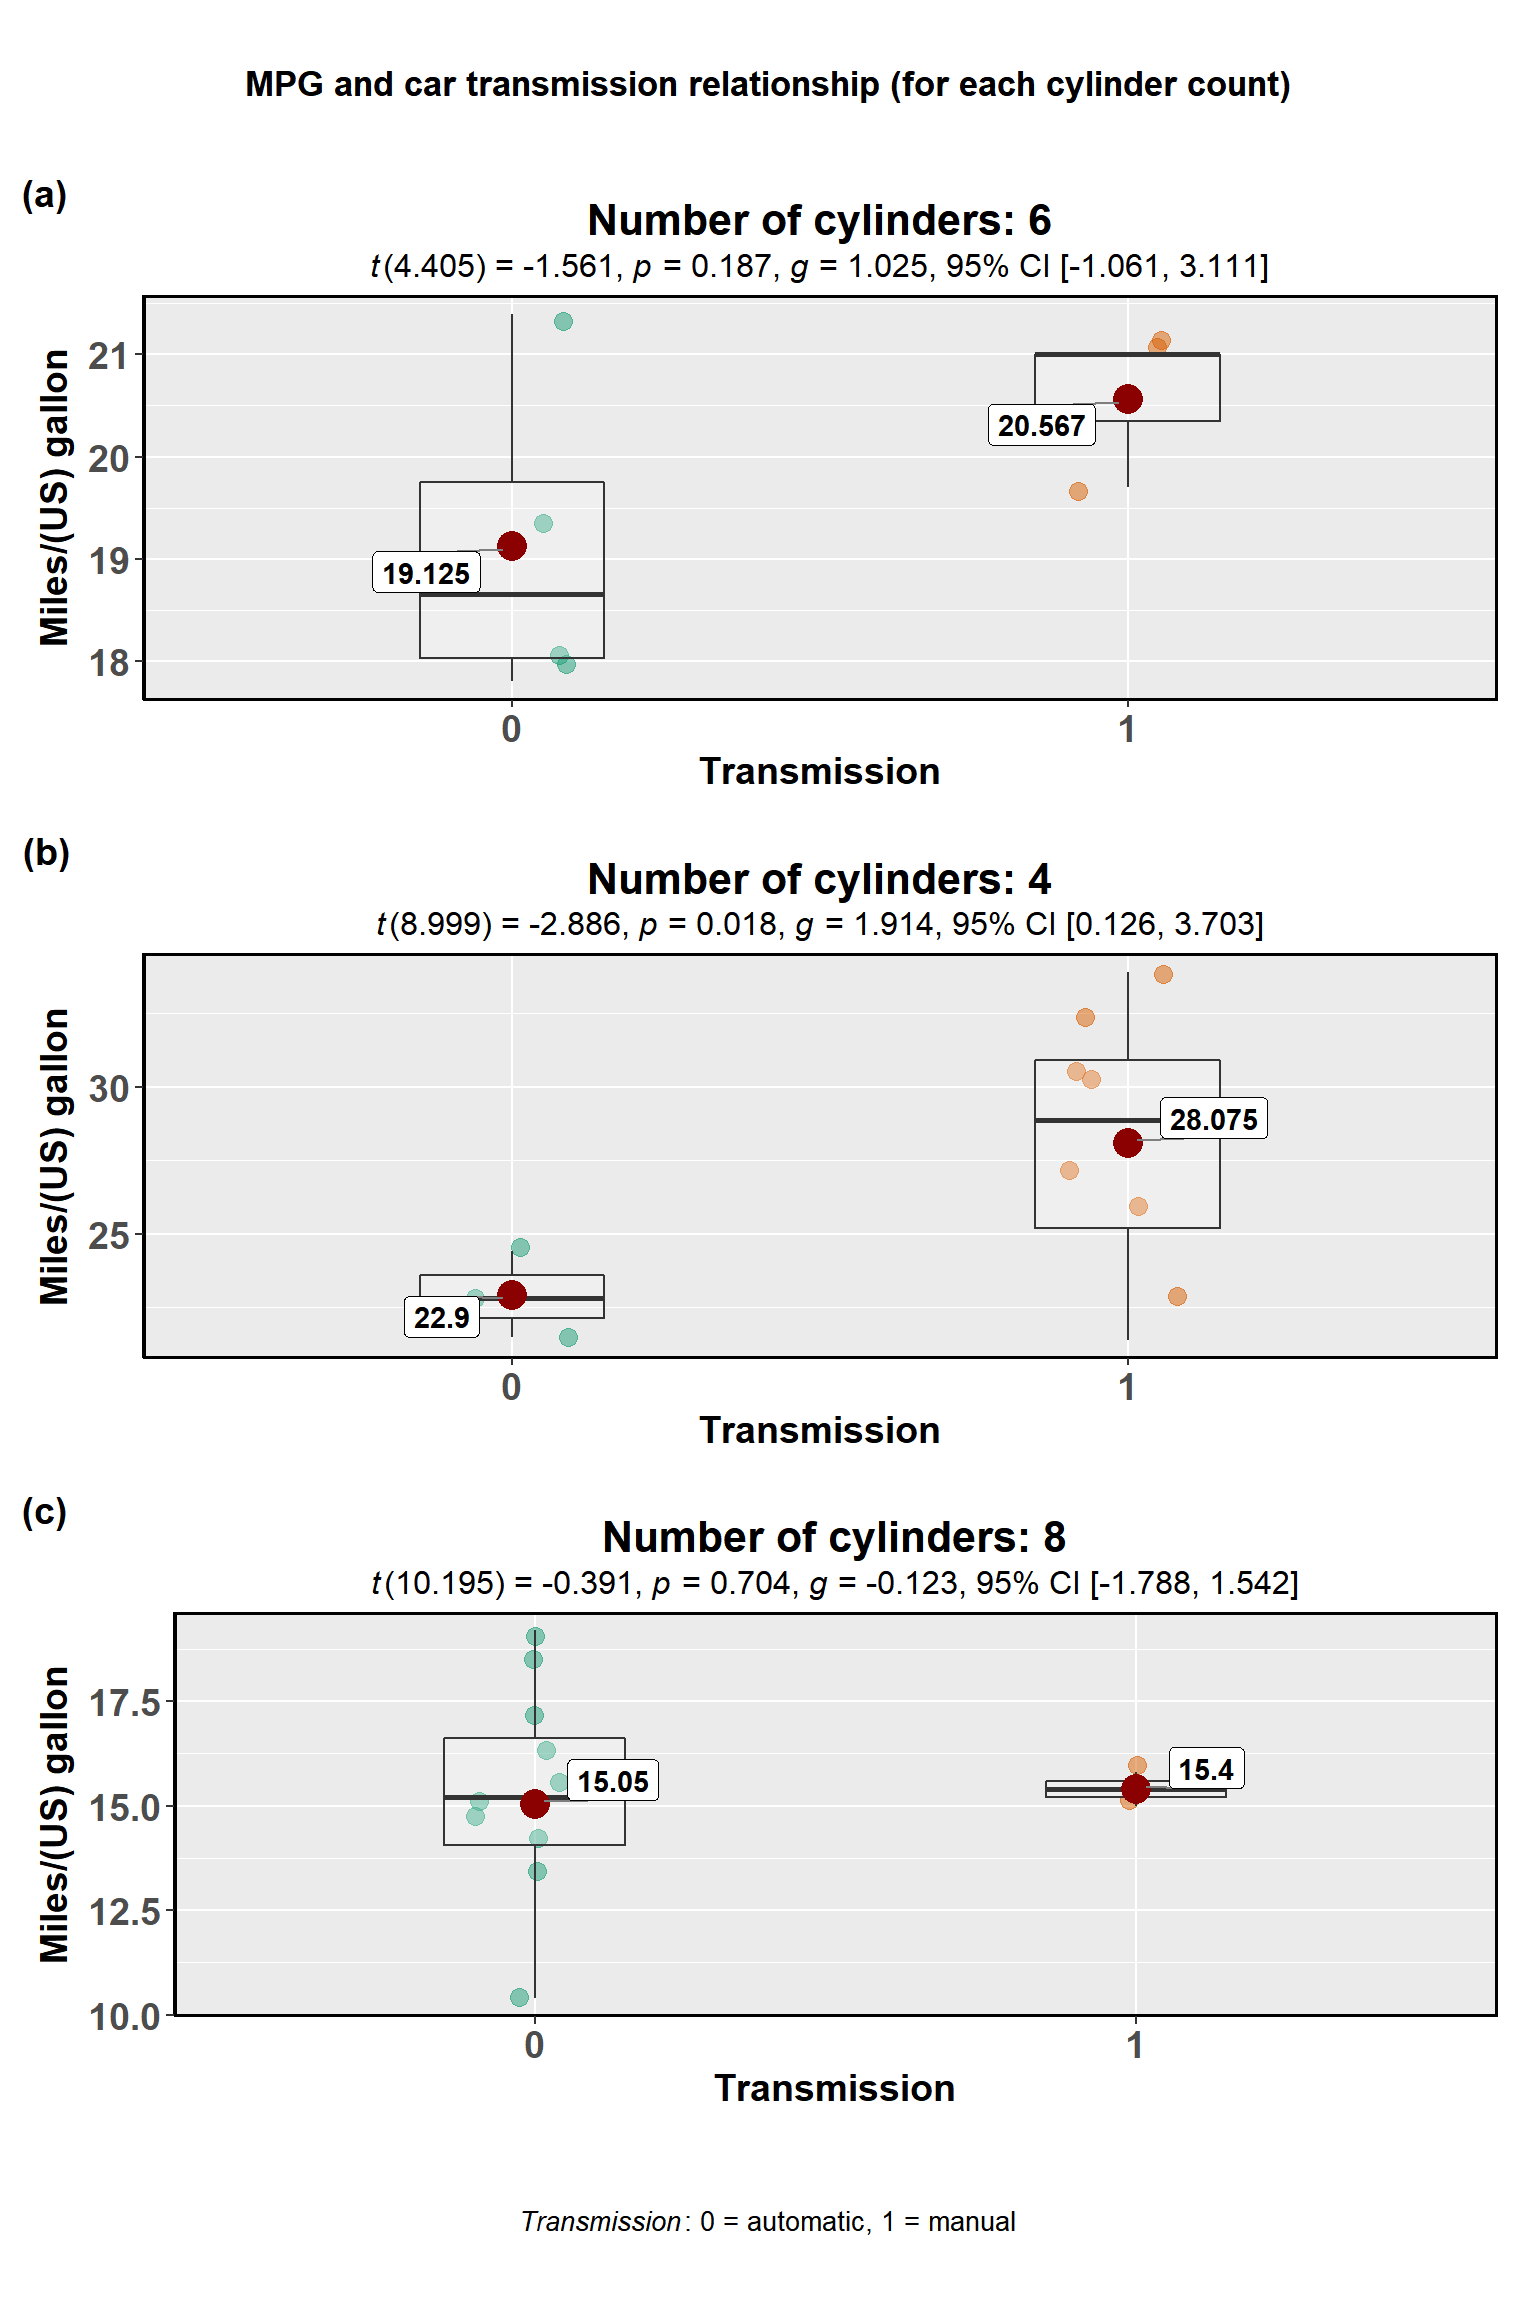 MPG and car transmission relationship (for each cylinder count)
(a)
Number of cylinders: 6
t(4.405) = -1.561, p = 0.187, g = 1.025, 95% CI [-1.061, 3.111]
Miles/(US) gallon
21
20
19
18
19.125
20.567
0
1
Transmission
(b)
Number of cylinders: 4
t(8.999) = -2.886, p = 0.018, g = 1.914, 95% CI [0.126, 3.703]
Miles/(US) gallon
30
25
22.9
28.075
0
1
Transmission
(c)
Number of cylinders: 8
t(10.195) = -0.391, p = 0.704, g = -0.123, 95% CI [-1.788, 1.542]
Miles/(US) gallon
17.5
15.0
12.5
10.0
15.05
15.4
0
1
Transmission
Transmission: 0 = automatic, 1 = manual